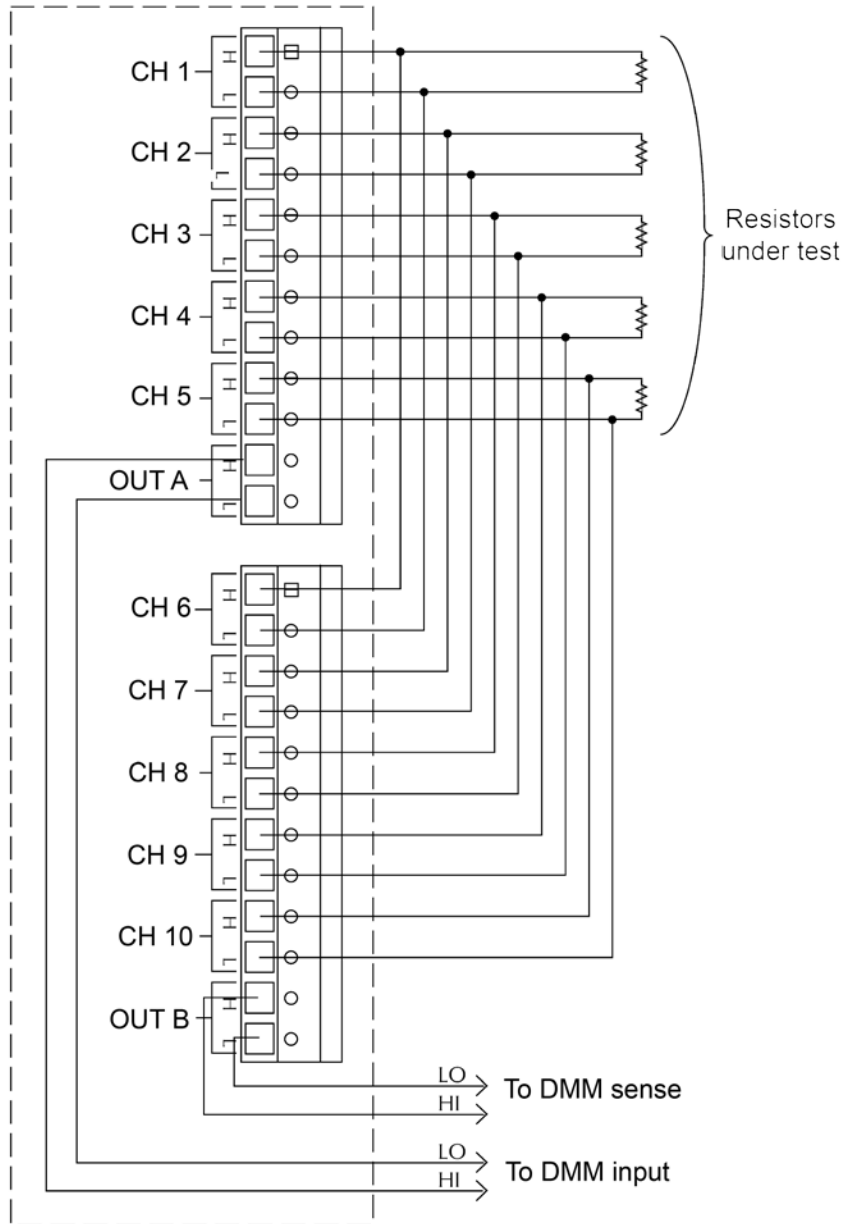 CH 1
H
L
CH 2
H
L
CH 3
H
L
CH 4
H
L
CH 5
H
L
OUT A
H
L
Resistors
under test
CH 6
H
L
CH 7
H
L
CH 8
H
L
CH 9
H
L
CH 10
H
L
OUT B
H
L
LO
HI
To DMM sense
LO
HI
To DMM input